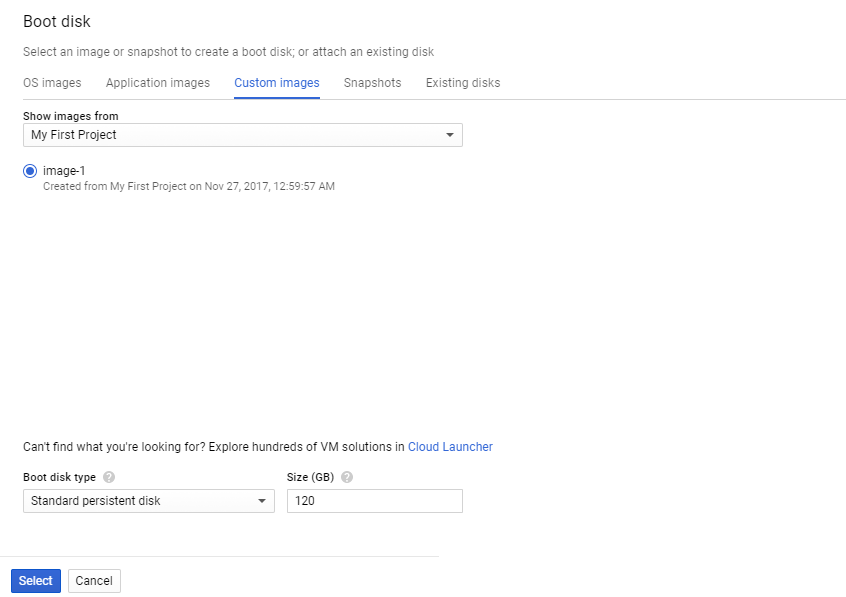 Boot disk
Select an image or snapshot to create a boot disk; or attach an existing disk
OS images Application images Custom images Snapshots Existing disks
Show images from
My First Project
image-1
Created from My First Project on Nov 27, 2017, 12:59:57 AM
Can't find what you're looking for? Explore hundreds of VM solutions in Cloud Launcher
Boot disk type ? Size (GB) ?
Standard persistent disk 120
Select Cancel